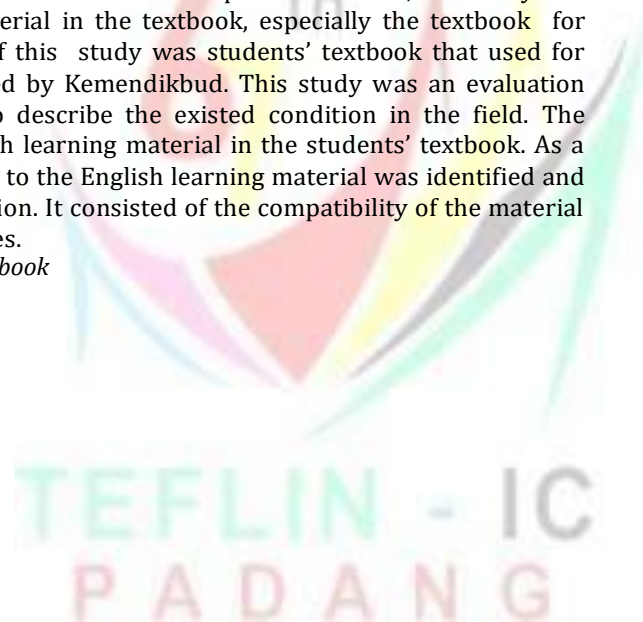 erial in the textbook, especially the textbook for
f this study was students' textbook that used for
ed by Kemendikbud. This study was an evaluation
o describe the existed condition in the field. The
h learning material in the students' textbook. As a
to the English learning material was identified and
ion. It consisted of the compatibility of the material
es.
book
TEFLIN - IC
PADANG